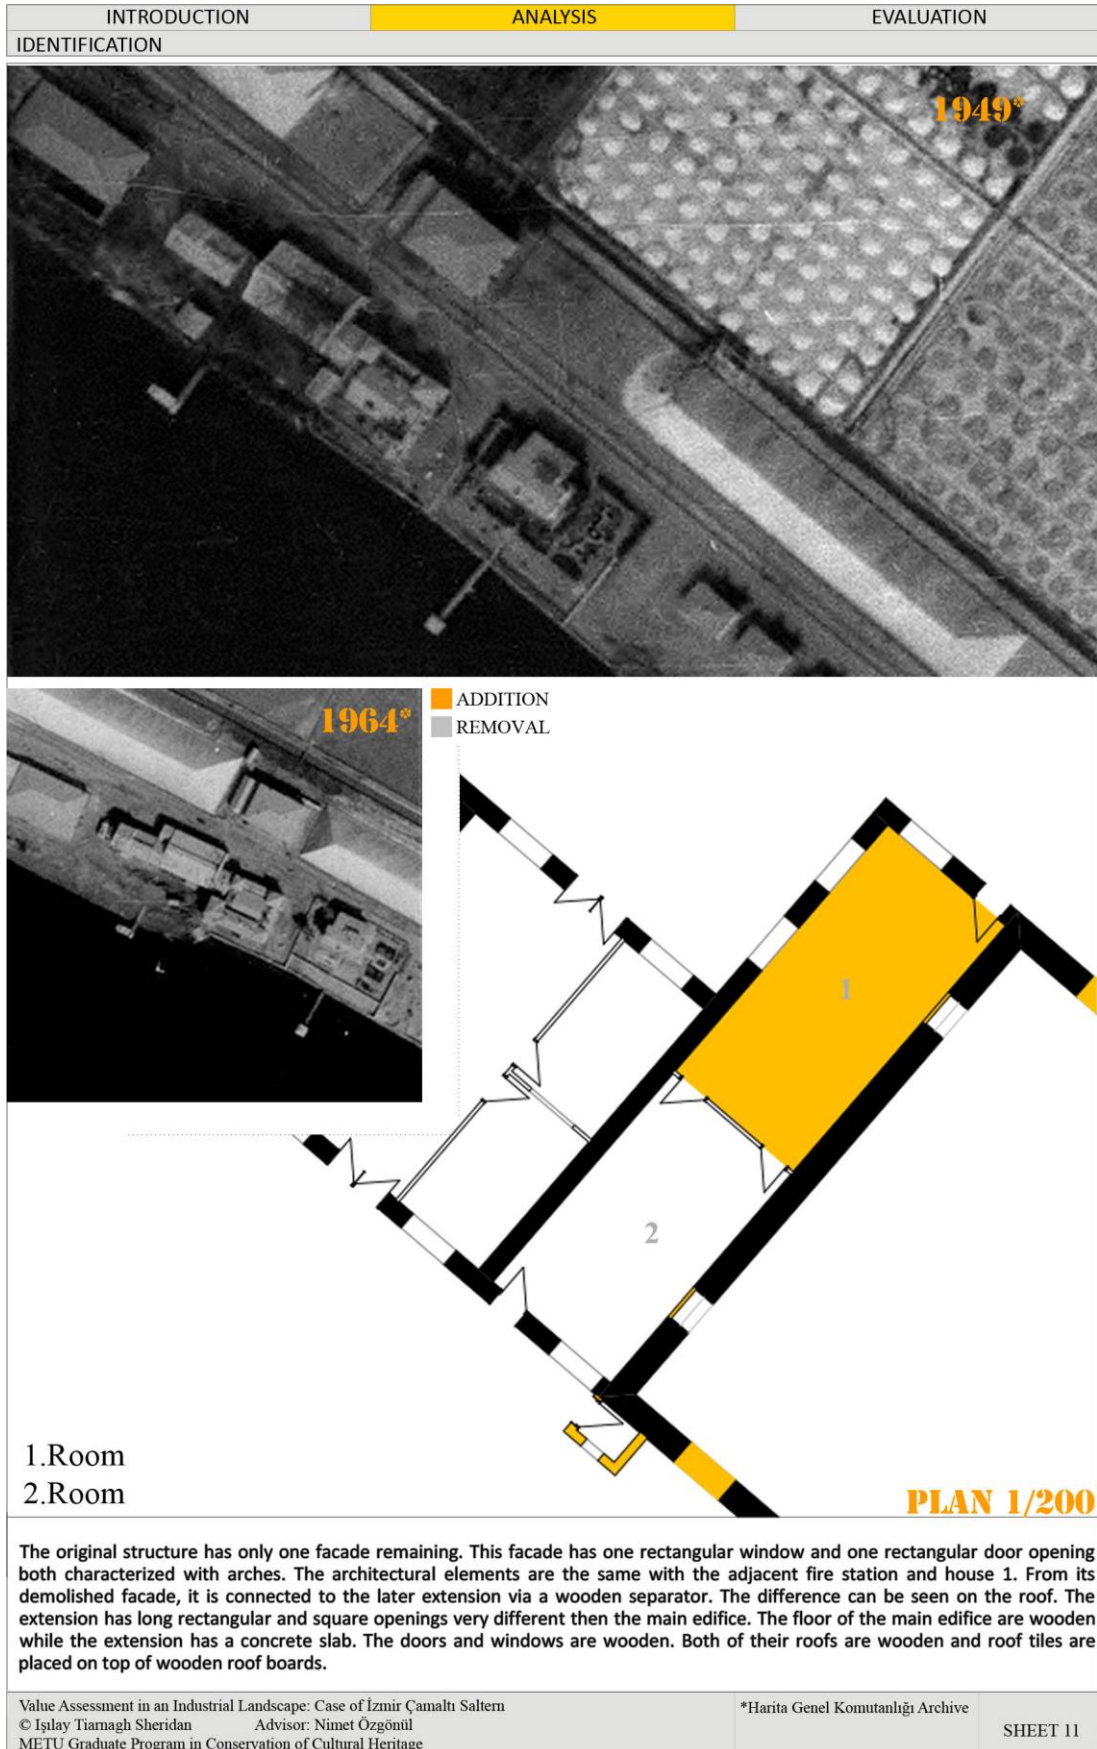 INTRODUCTION
ANALYSIS
EVALUATION
IDENTIFICATION
1949*
1964*
ADDITION
REMOVAL
1
2
1.Room
2.Room
PLAN 1/200
The original structure has only one facade remaining. This facade has one rectangular window and one rectangular door opening
both characterized with arches. The architectural elements are the same with the adjacent fire station and house 1. From its
demolished facade, it is connected to the later extension via a wooden separator. The difference can be seen on the roof. The
extension has long rectangular and square openings very different then the main edifice. The floor of the main edifice are wooden
while the extension has a concrete slab. The doors and windows are wooden. Both of their roofs are wooden and roof tiles are
placed on top of wooden roof boards.
Value Assessment in an Industrial Landscape: Case of İzmir Çamaltı Saltern
© Işılay Tiarnagh Sheridan Advisor: Nimet Özgönül
METU Graduate Program in Conservation of Cultural Heritage
*Harita Genel Komutanlığı Archive
SHEET 11